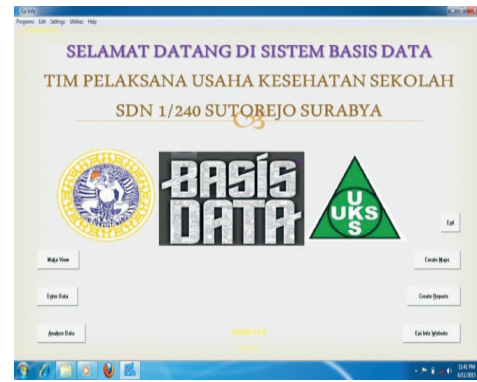 Epi Info
Programs Edit Settings Utilities Help
SELAMAT DATANG DI SISTEM BASIS DATA
TIM PELAKSANA USAHA KESEHATAN SEKOLAH
SDN 1/240 SUTOREJO SURABYA
BASIS
DATA
U
UKS
S
Exit
Make View
Create Maps
Enter Data
Create Reports
Analyze Data
Epi Info Website